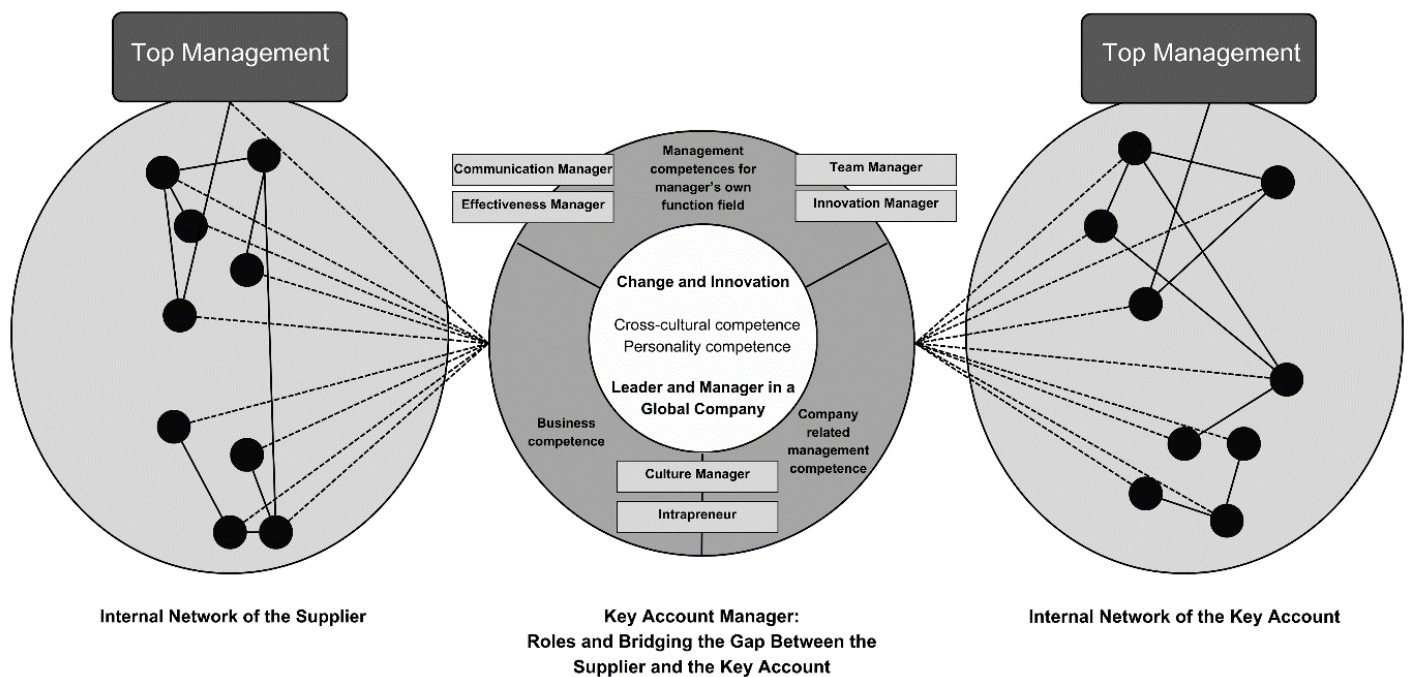 Top Management
Top Management
Communication Manager
Effectiveness Manager
Management
competences for
manager's own
function field
Team Manager
Innovation Manager
Change and Innovation
Cross-cultural competence
Personality competence
Leader and Manager in a
Global Company
Business
competence
Company
related
management
competence
Culture Manager
Intrapreneur
Internal Network of the Supplier
Key Account Manager:
Roles and Bridging the Gap Between the
Supplier and the Key Account
Internal Network of the Key Account